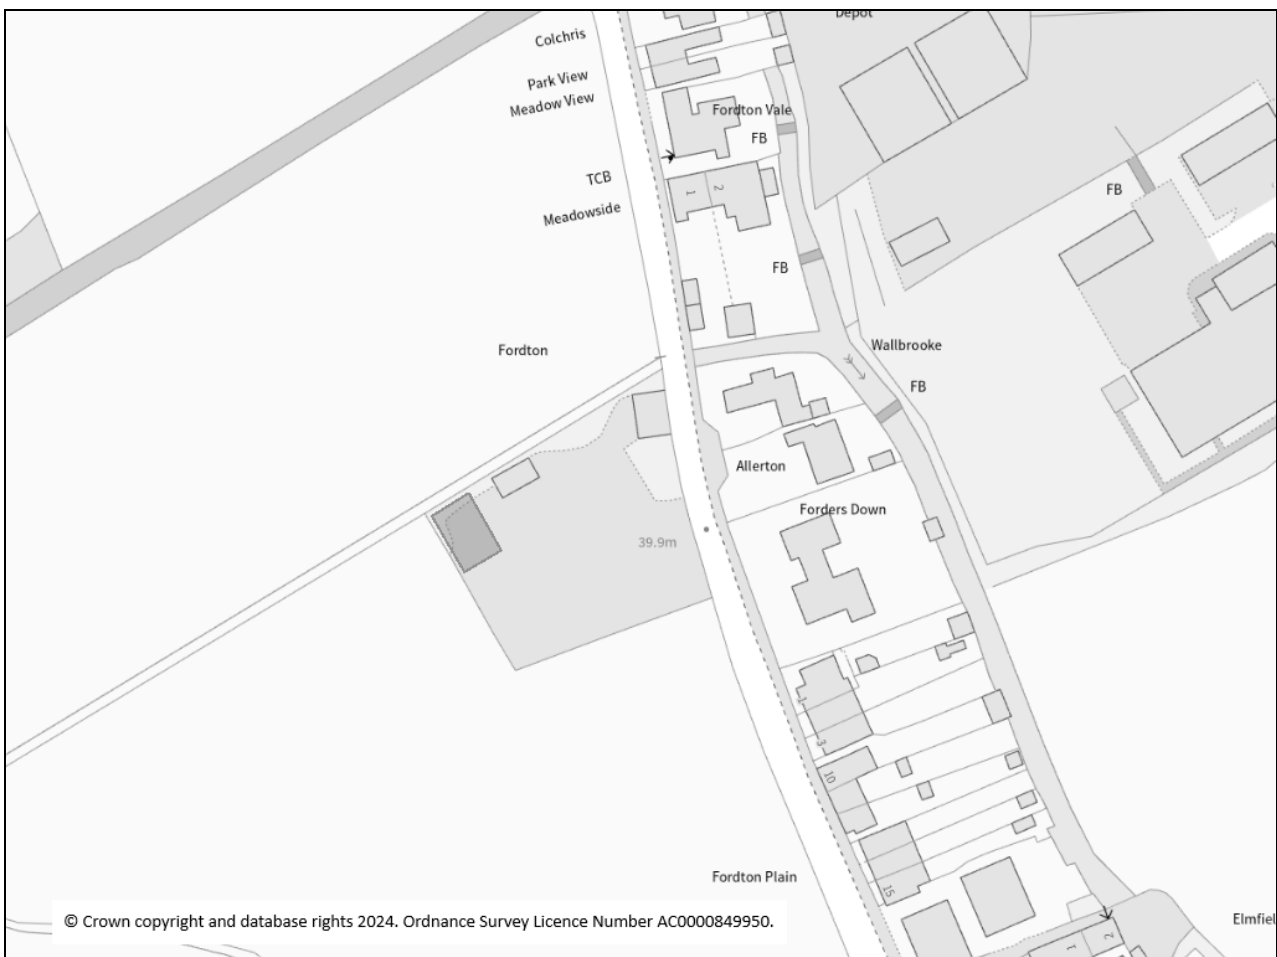 Depot
Colchris
Park View
Meadow View
Fordton Vale
FB
TCB
1
2
FB
Meadowside
FB
Wallbrooke
Fordton
FB
Allerton
Forders Down
39.9m
1
3
10
Fordton Plain
15
© Crown copyright and database rights 2024. Ordnance Survey Licence Number AC0000849950.
Elmfiel
1
2